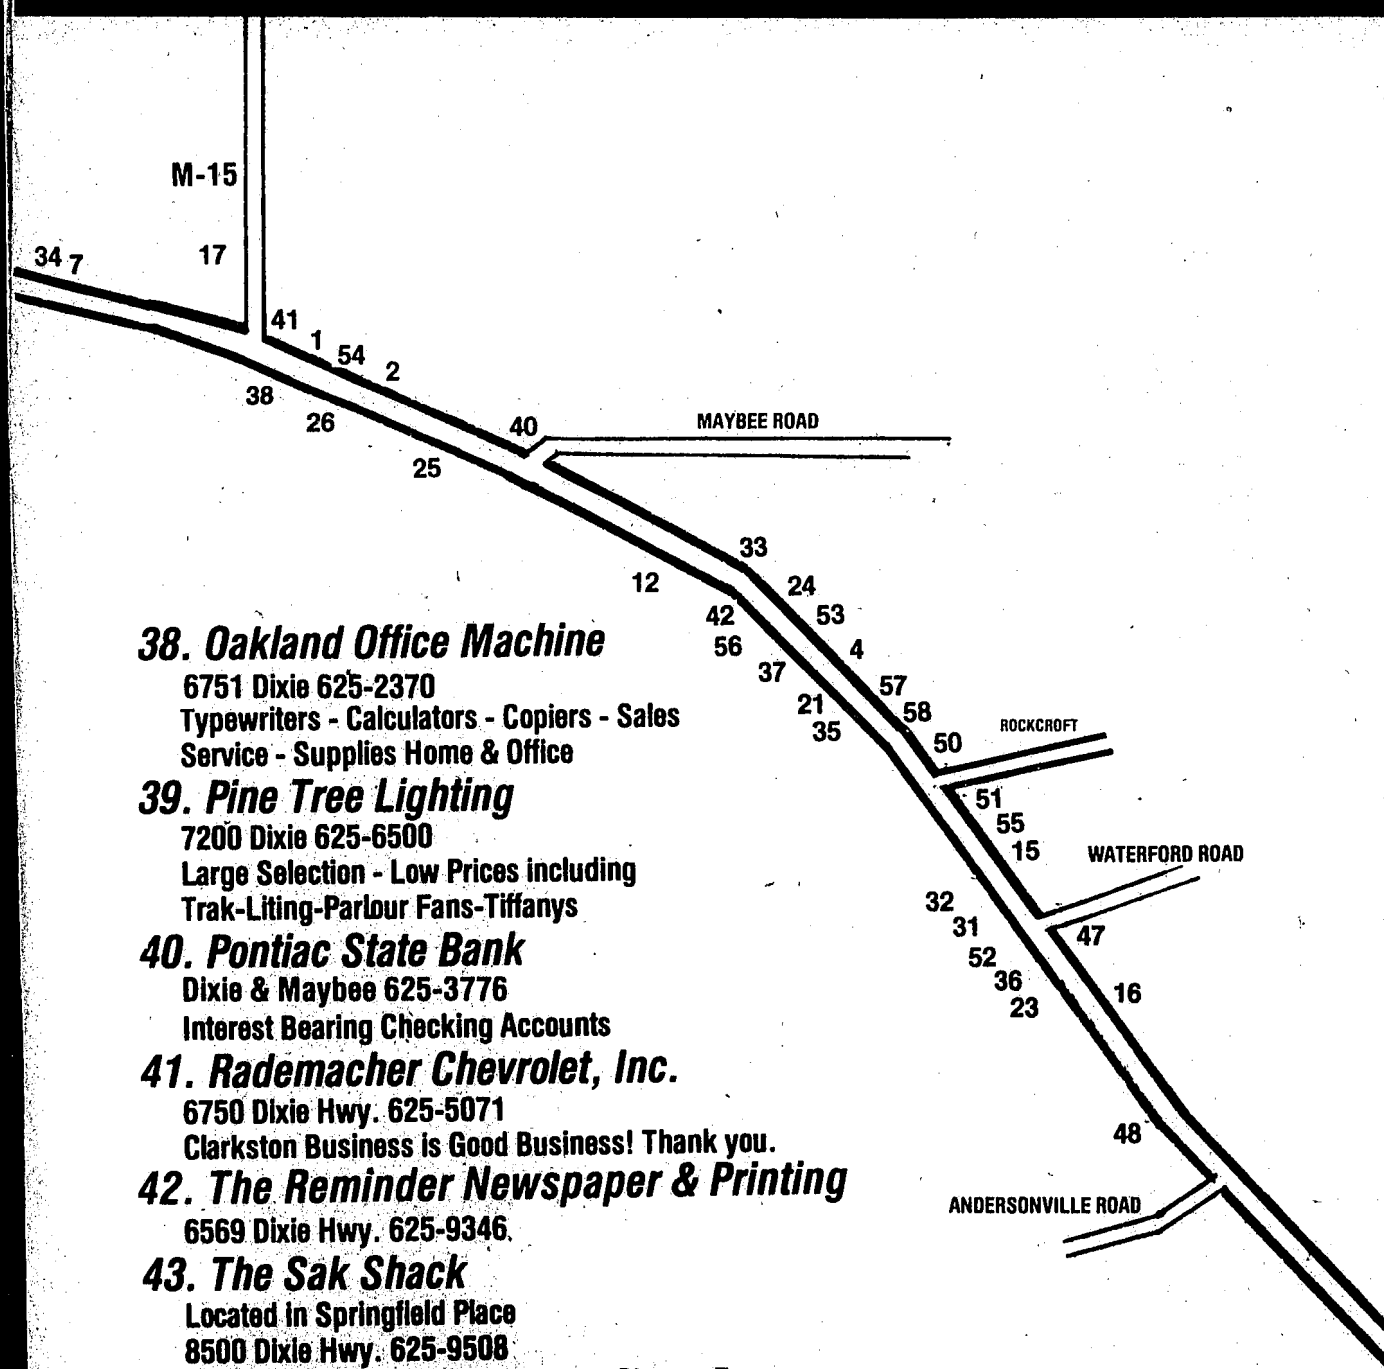 M-15
17
34 7
41
1
54
2
38
26
40
MAYBEE ROAD
25
33
12
24
42
53
56
4
37
57
21
58
35
50
ROCKCROFT
51
55
15
WATERFORD ROAD
32
31
47
52
36
16
23
48
ANDERSONVILLE ROAD
38. Oakland Office Machine
6751 Dixie 625-2370
Typewriters - Calculators - Copiers - Sales
Service - Supplies Home & Office
39. Pine Tree Lighting
7200 Dixie 625-6500
Large Selection - Low Prices including
Trak-Liting-Parlour Fans-Tiffanys
40. Pontiac State Bank
Dixie & Maybee 625-3776
Interest Bearing Checking Accounts
41. Rademacher Chevrolet, Inc.
6750 Dixie Hwy. 625-5071
Clarkston Business is Good Business! Thank you.
42. The Reminder Newspaper & Printing
6569 Dixie Hwy. 625-9346
43. The Sak Shack
Located in Springfield Place
8500 Dixie Hwy. 625-9508